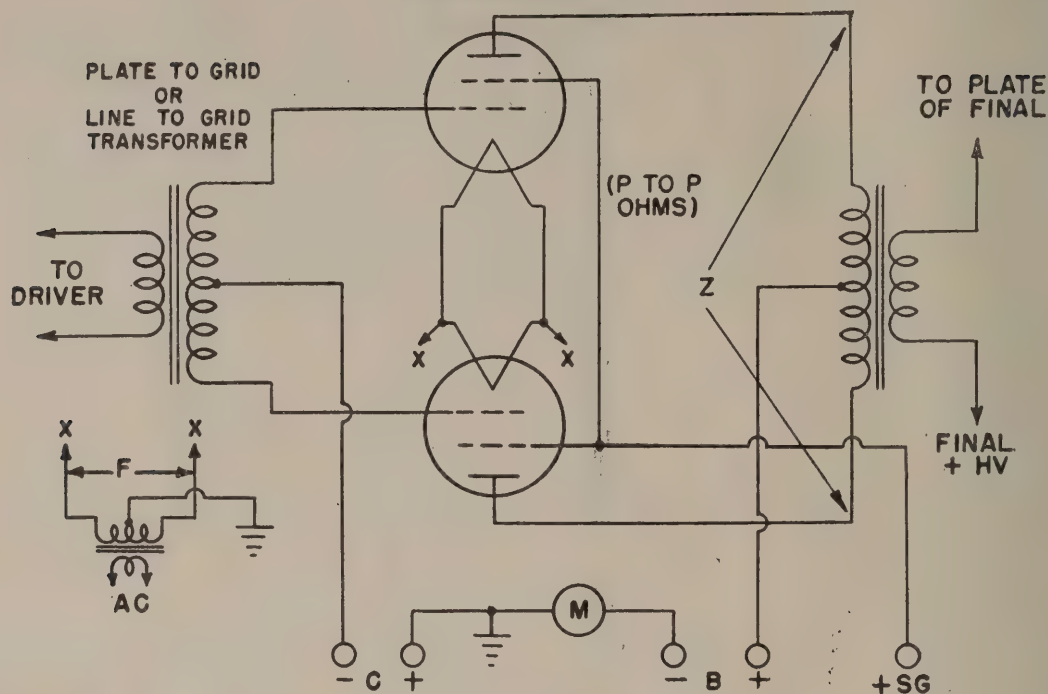 PLATE TO GRID
OR
LINE TO GRID
TRANSFORMER
TO PLATE
OF FINAL
(P TO P
OHMS)
TO
DRIVER
Z
X
X
X
X
F
FINAL
+ HV
AC
M
- C +
- B +
+ SG